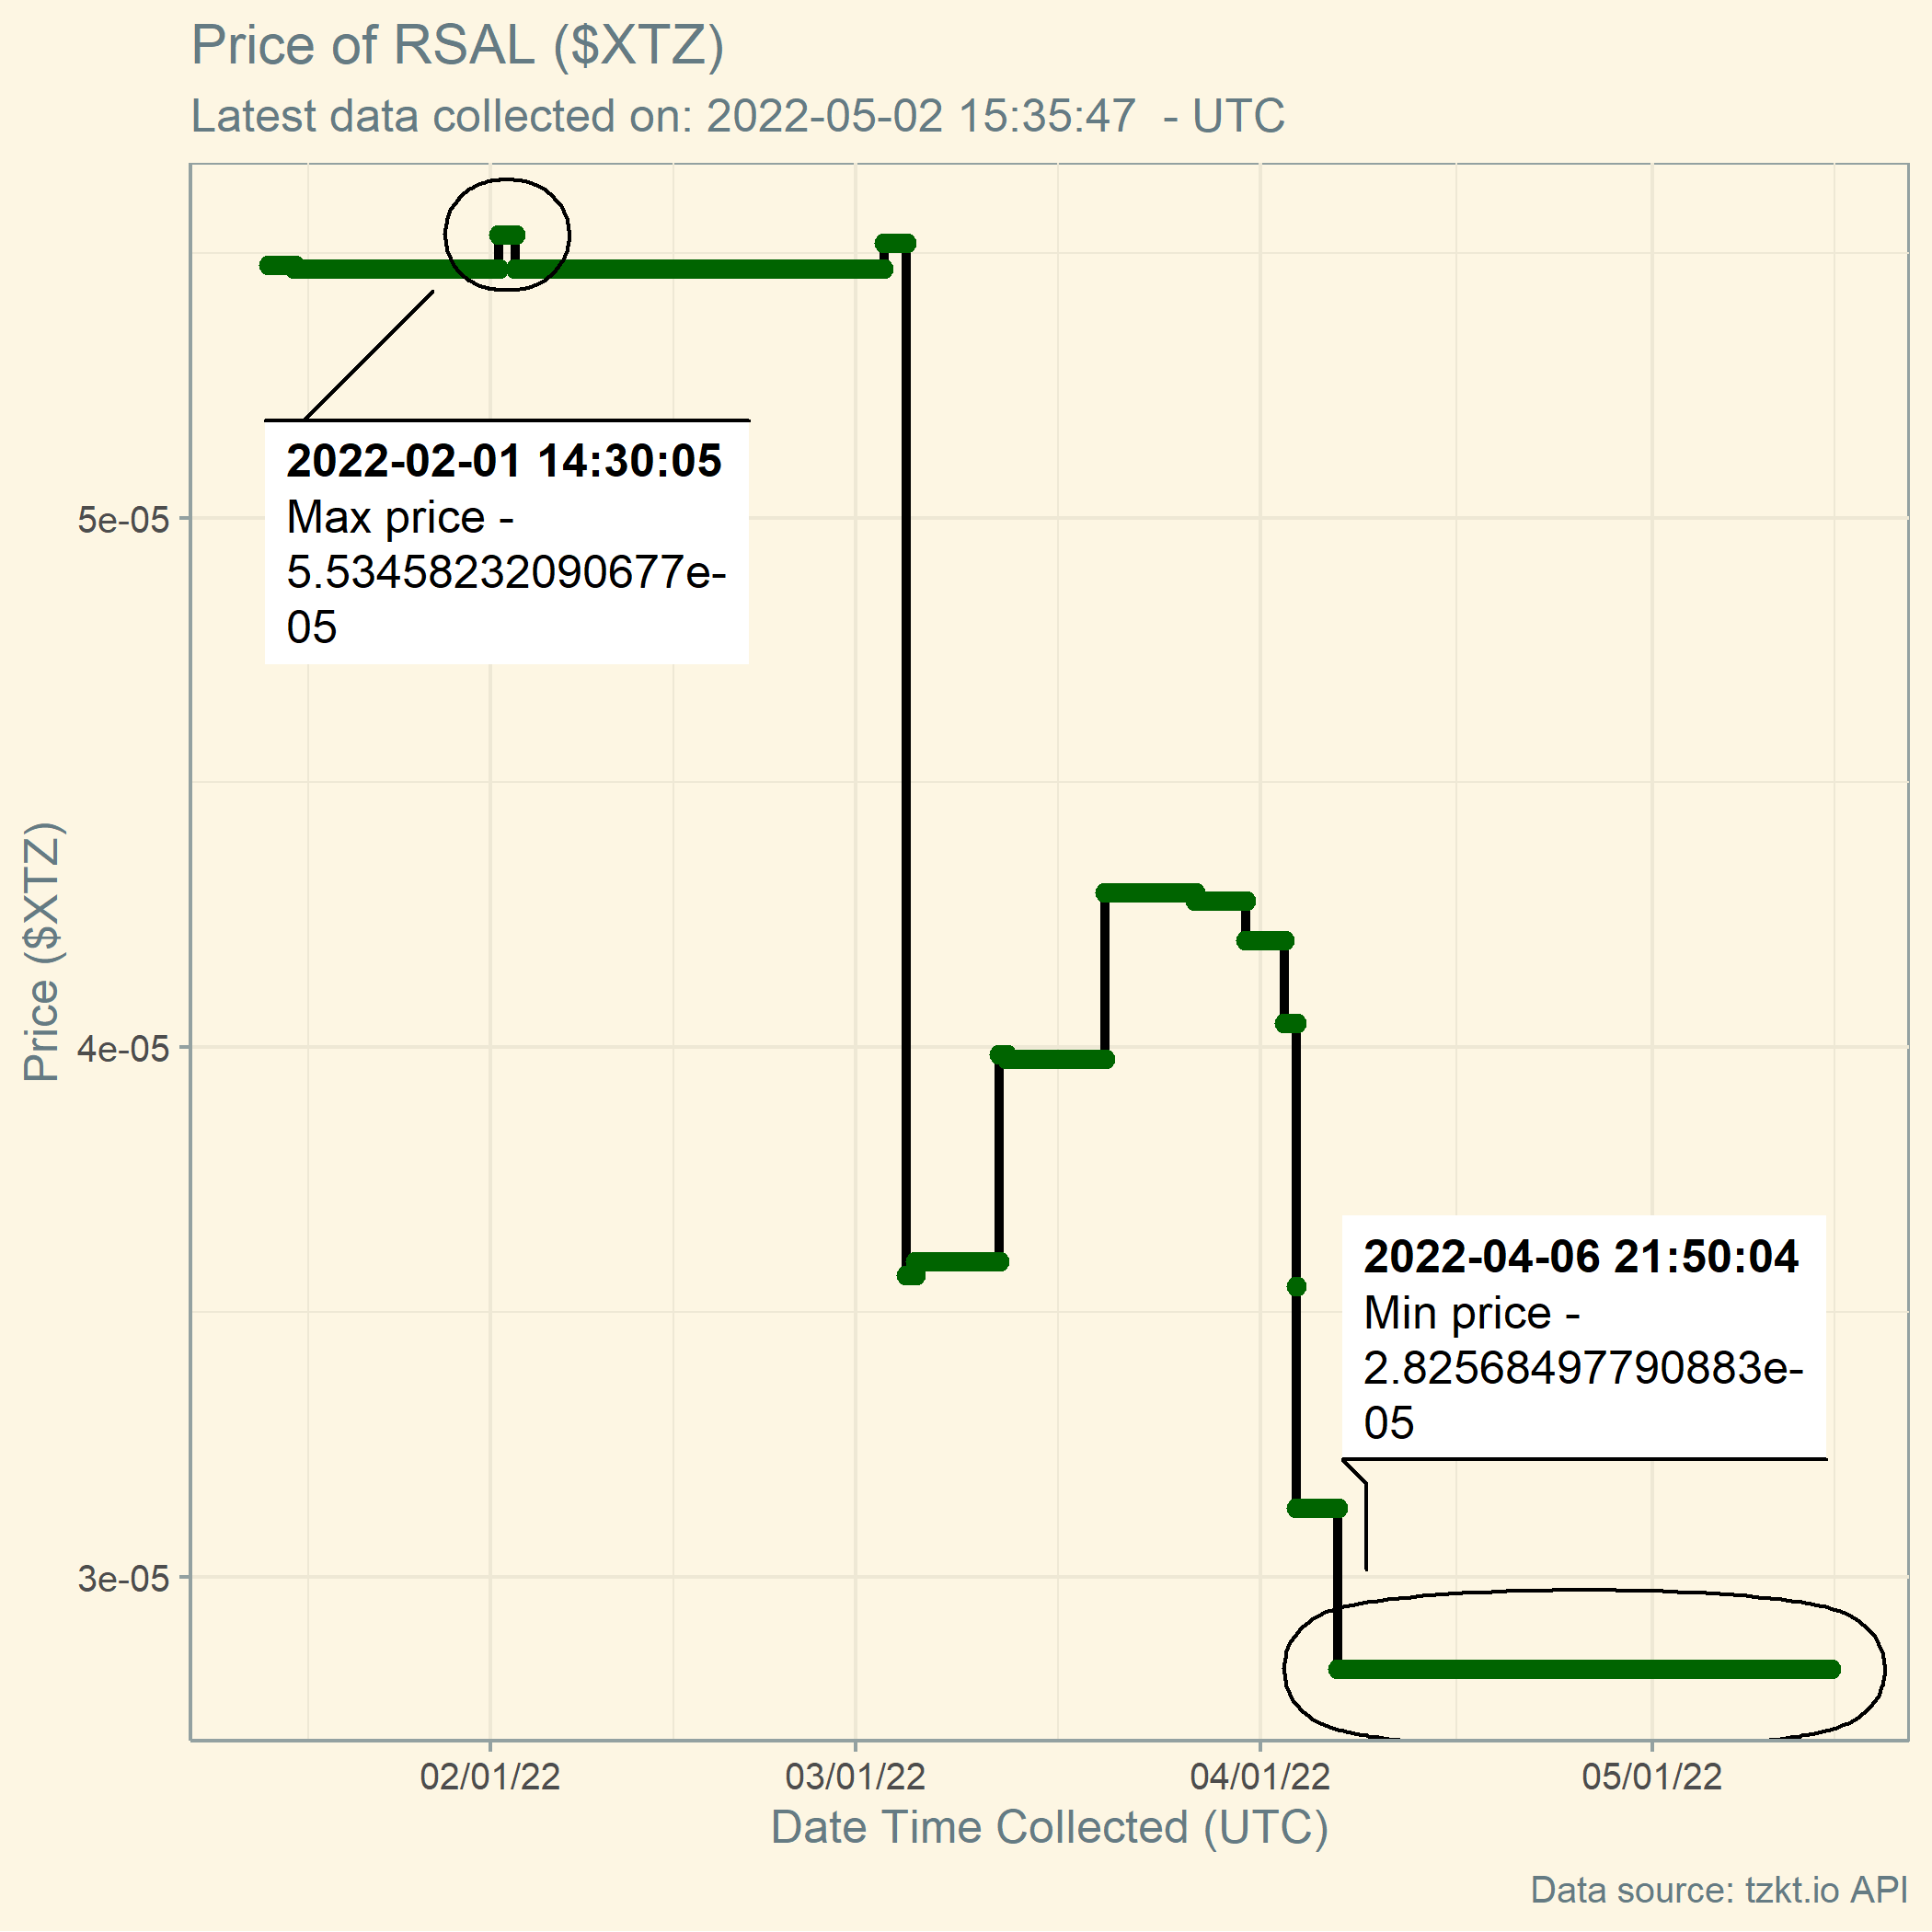 Price of RSAL ($XTZ)
Latest data collected on: 2022-05-02 15:35:47  - UTC
2022-02-01 14:30:05
Max price -
5.53458232090677e-
05
5e-05
4e-05
3e-05
Price ($XTZ)
2022-04-06 21:50:04
Min price -
2.82568497790883e-
05
02/01/22
03/01/22
04/01/22
05/01/22
Date Time Collected (UTC)
Data source: tzkt.io API